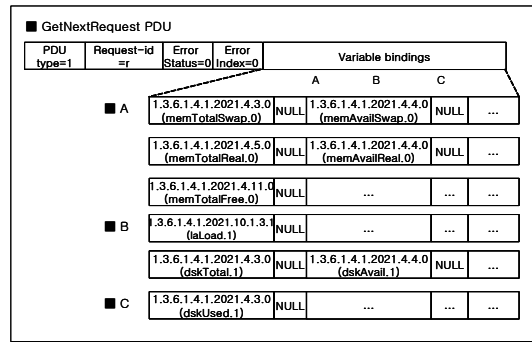 ■ GetNextRequest PDU
PDU type=1 Request-id =r Error Status=0 Error Index=0 Variable bindings
A B C
■ A 1.3.6.1.4.1.2021.4.3.0 (memTotalSwap.0) NULL 1.3.6.1.4.1.2021.4.4.0 (memAvailSwap.0) NULL ...
1.3.6.1.4.1.2021.4.5.0 (memTotalReal.0) NULL 1.3.6.1.4.1.2021.4.4.0 (memAvailReal.0) NULL ...
1.3.6.1.4.1.2021.4.11.0 (memTotalFree.0) NULL ... ... ...
■ B 1.3.6.1.4.1.2021.10.1.3.1 (laLoad.1) NULL ... ... ...
1.3.6.1.4.1.2021.4.3.0 (dskTotal.1) NULL 1.3.6.1.4.1.2021.4.4.0 (dskAvail.1) NULL ...
■ C 1.3.6.1.4.1.2021.4.3.0 (dskUsed.1) NULL ... ... ...